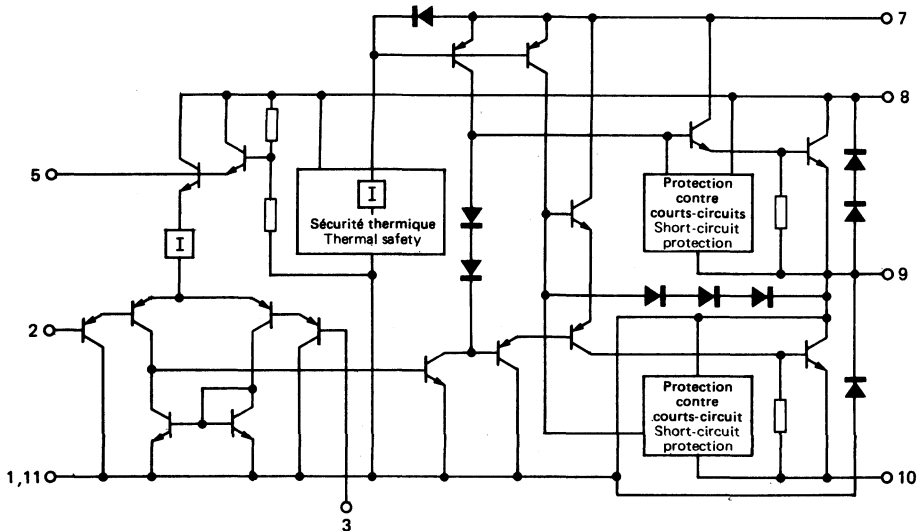 7
8
5
I
Sécurité thermique
Thermal safety
I
Protection
contre
courts-circuits
Short-circuit
protection
9
2
Protection
contre
courts-circuit
Short-circuit
protection
1,11
10
3